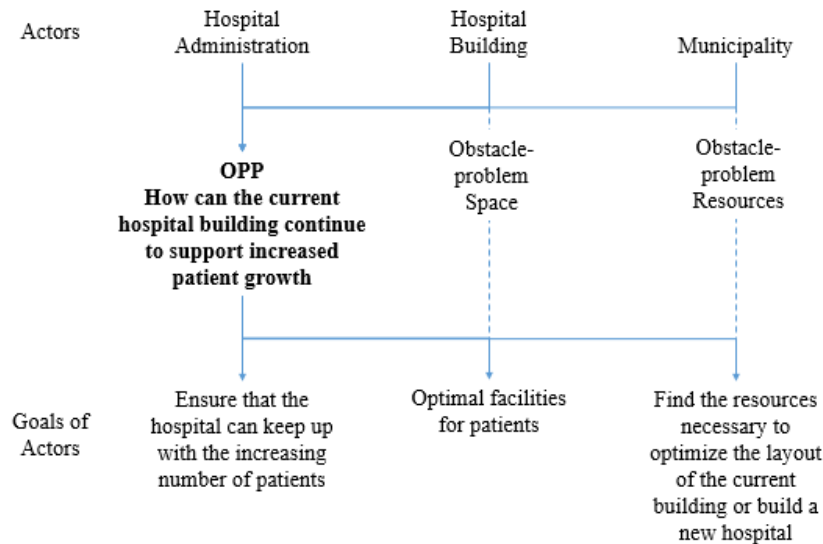 Actors
Hospital
Administration
Hospital
Building
Municipality
OPP
How can the current
hospital building continue
to support increased
patient growth
Obstacle-
problem
Space
Obstacle-
problem
Resources
Goals of
Actors
Ensure that the
hospital can keep up
with the increasing
number of patients
Optimal facilities
for patients
Find the resources
necessary to
optimize the layout
of the current
building or build a
new hospital